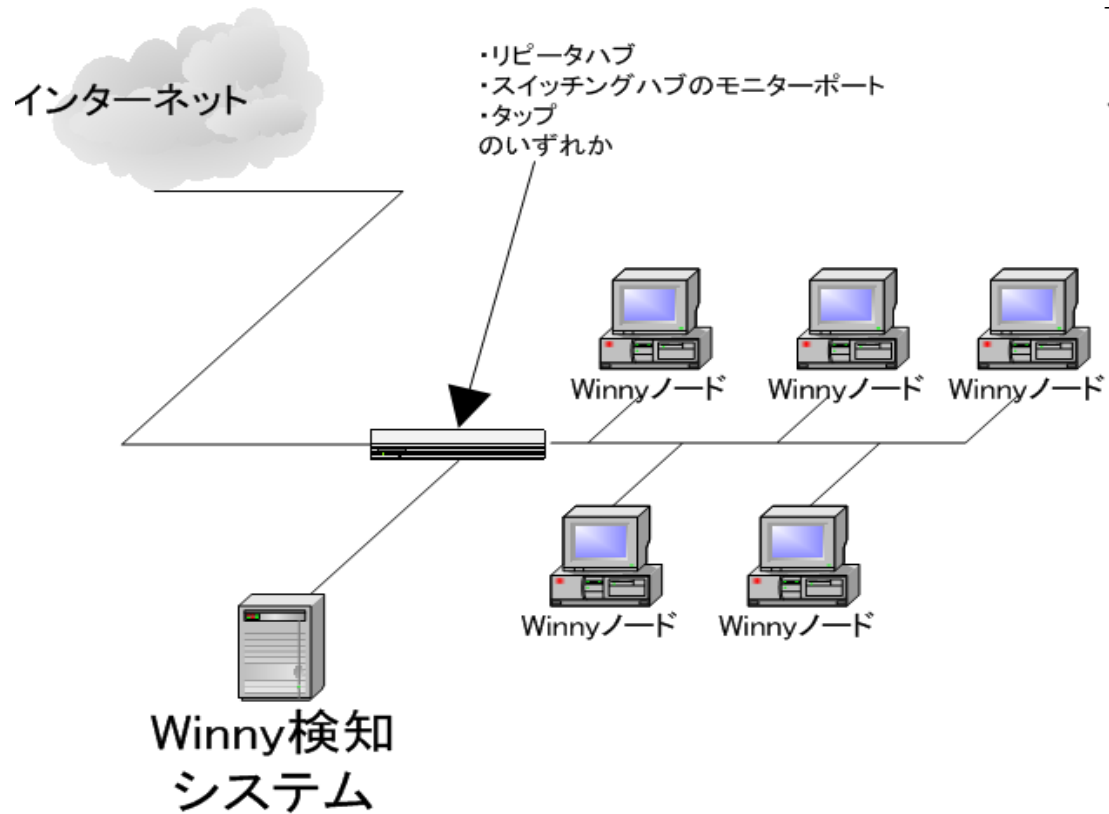 インターネット
・リピータハブ
・スイッチングハブのモニターポート
・タップ
のいずれか
Winnyノード
Winnyノード
Winnyノード
Winnyノード
Winnyノード
Winny検知
システム